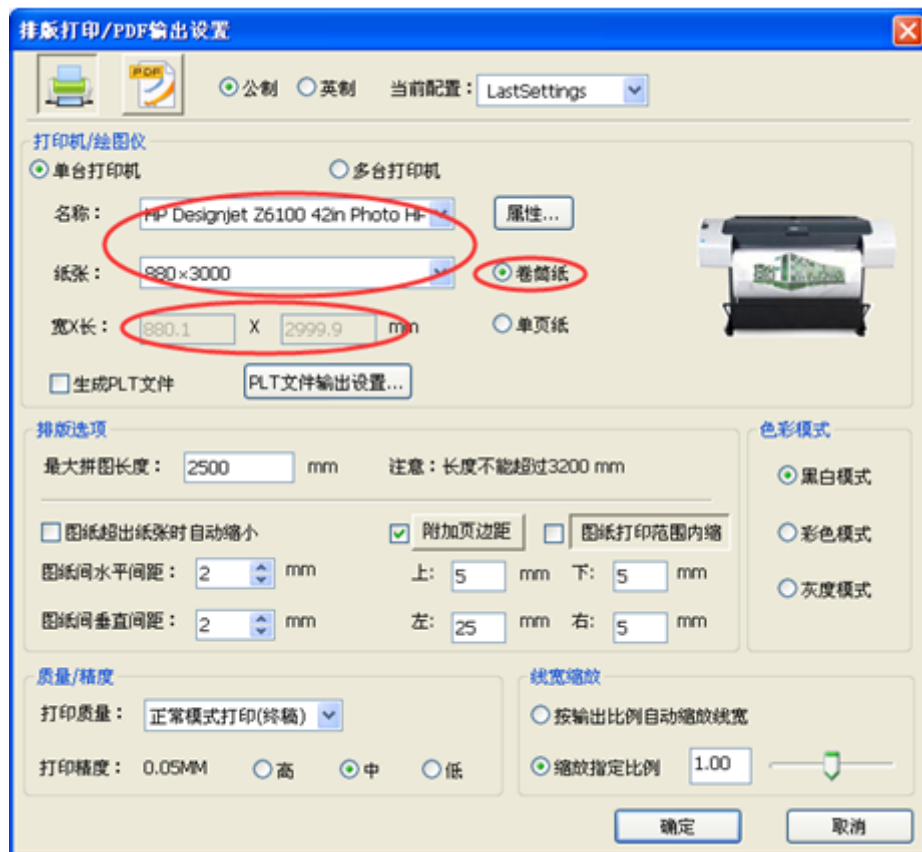 排版打印/PDF输出设置
PDF
公制 英制 当前配置： LastSettings
打印机/绘图仪
单台打印机 多台打印机
名称： HP Designjet Z6100 42in Photo HP 属性...
纸张： 880×3000 卷筒纸
宽X长： 880.1 X 2999.9 mm 单页纸
生成PLT文件 PLT文件输出设置...
排版选项 色彩模式
最大拼图长度： 2500 mm 注意：长度不能超过3200 mm
黑白模式
图纸超出纸张时自动缩小 附加页边距 图纸打印范围内缩
彩色模式
图纸间水平间距： 2 mm 上: 5 mm 下: 5 mm
灰度模式
图纸间垂直间距： 2 mm 左: 25 mm 右: 5 mm
质量/精度 线宽缩放
打印质量： 正常模式打印(终稿) 按输出比例自动缩放线宽
打印精度： 0.05MM 高 中 低 缩放指定比例 1.00
确定 取消